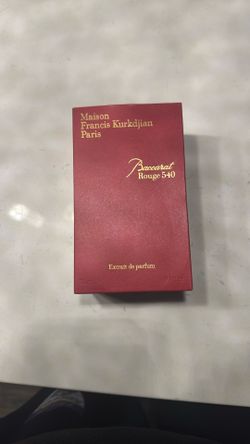 Maison
Francis Kurkdjian
Paris
Baccarat
Rouge 540
Extrait de parfum